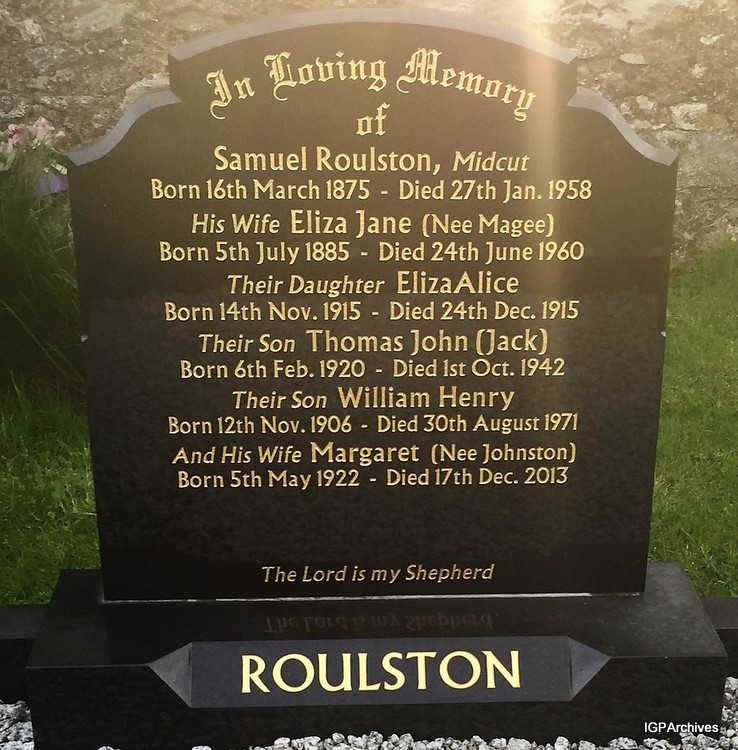 In Loving Memory
of
Samuel Roulston, Midcut
Born 16th March 1875 - Died 27th Jan. 1958
His Wife Eliza Jane (Nee Magee)
Born 5th July 1885 - Died 24th June 1960
Their Daughter ElizaAlice
Born 14th Nov. 1915 - Died 24th Dec. 1915
Their Son Thomas John (Jack)
Born 6th Feb. 1920 - Died 1st Oct. 1942
Their Son William Henry
Born 12th Nov. 1906 - Died 30th August 1971
And His Wife Margaret (Nee Johnston)
Born 5th May 1922 - Died 17th Dec. 2013
The Lord is my Shepherd
ROULSTON
IGPArchives